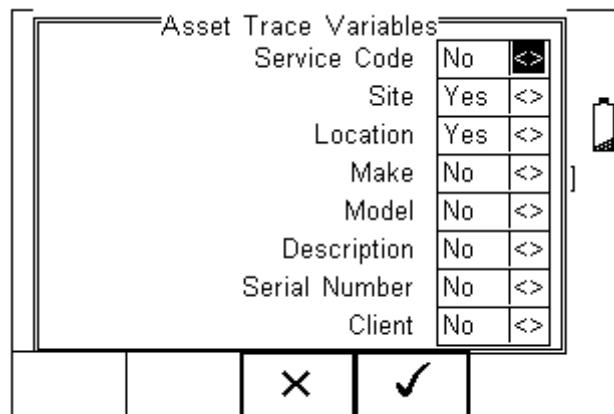 Asset Trace Variables
Service Code No <>
Site Yes <>
Location Yes <>
Make No <>
Model No <>
Description No <>
Serial Number No <>
Client No <>
]